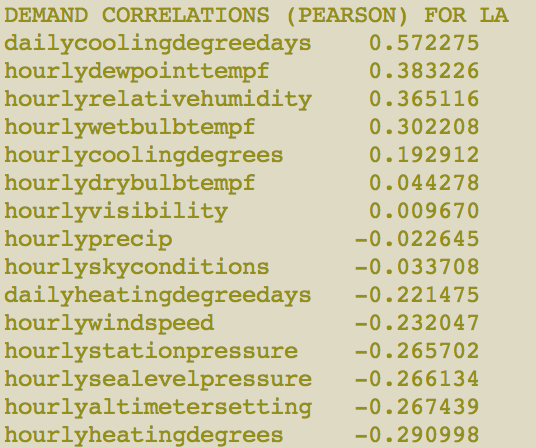 DEMAND CORRELATIONS (PEARSON) FOR LA
dailycoolingdegreedays 0.572275
hourlydewpointtempf 0.383226
hourlyrelativehumidity 0.365116
hourlywetbulbtempf 0.302208
hourlycoolingdegrees 0.192912
hourlydrybulbtempf 0.044278
hourlyvisibility 0.009670
hourlyprecip -0.022645
hourlyskyconditions -0.033708
dailyheatingdegreedays -0.221475
hourlywindspeed -0.232047
hourlystationpressure -0.265702
hourlysealevelpressure -0.266134
hourlyaltimetersetting -0.267439
hourlyheatingdegrees -0.290998